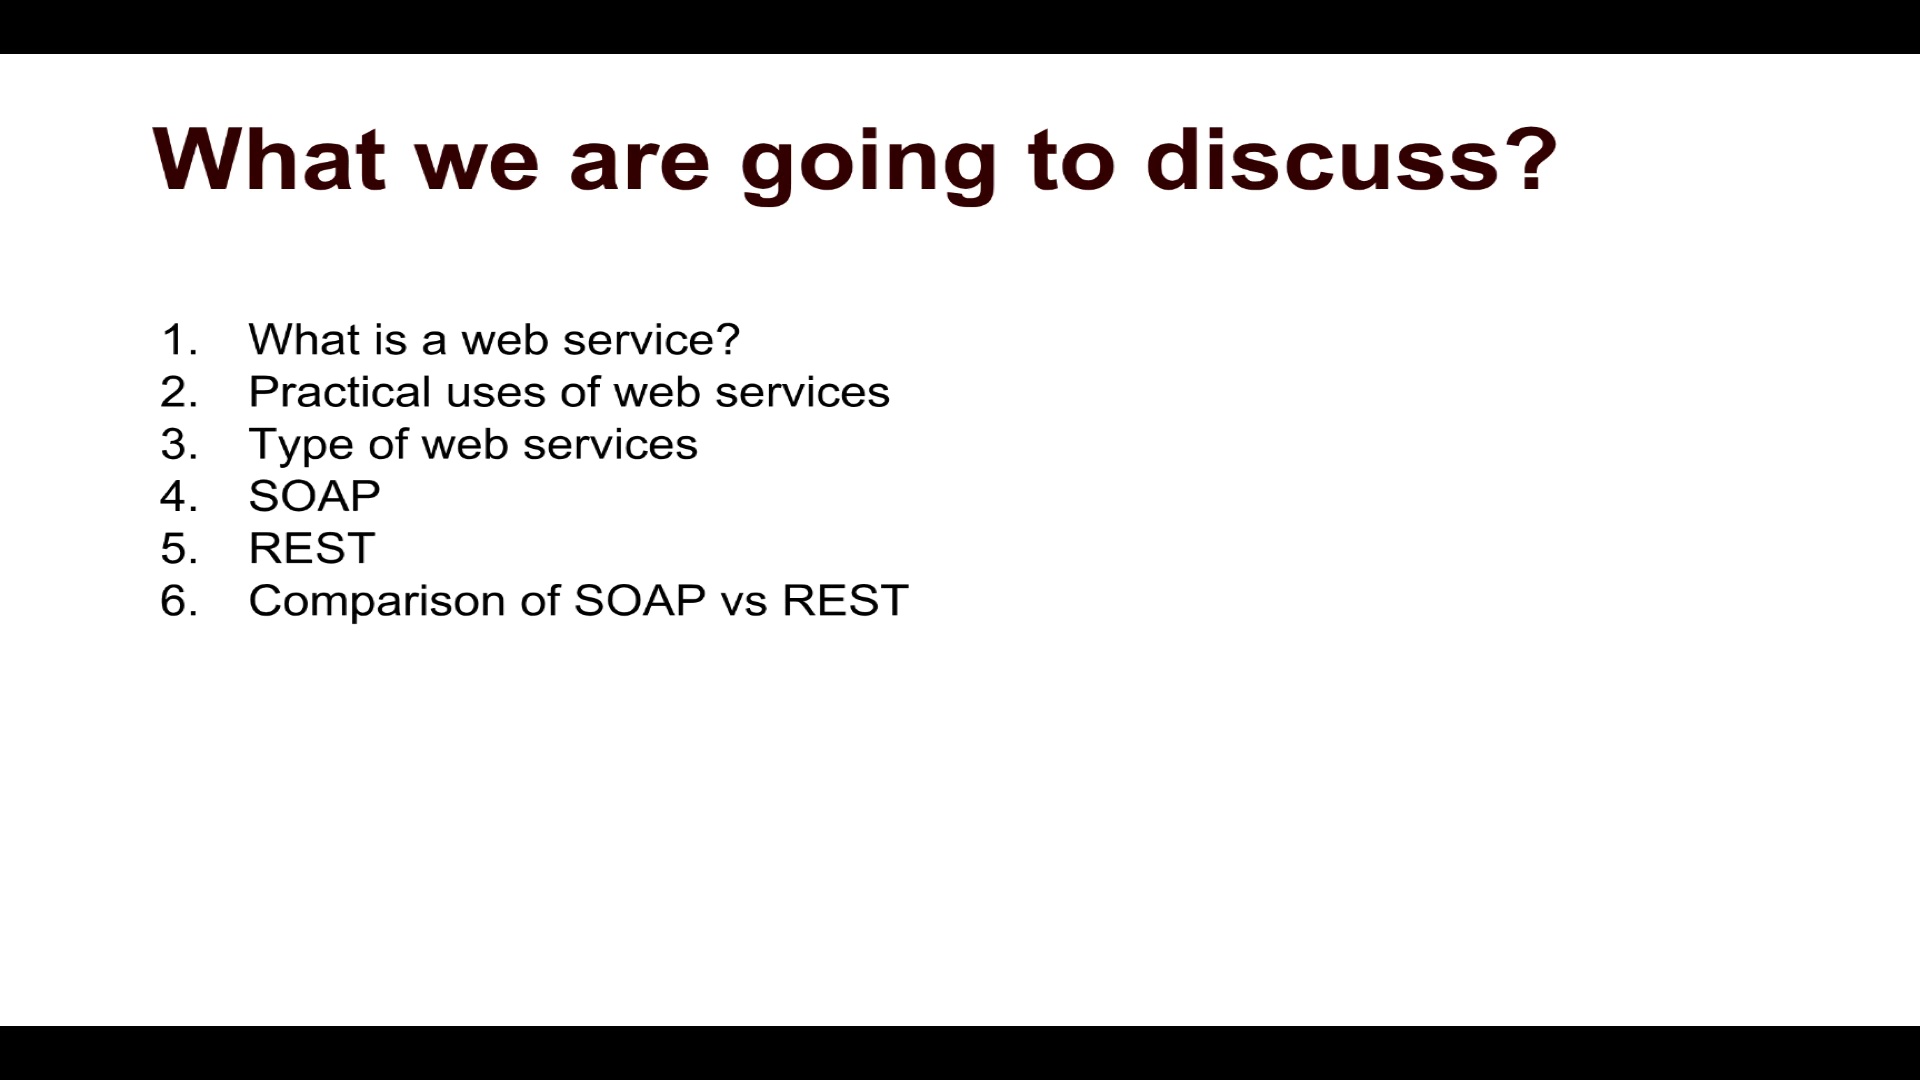 What we are going to discuss?
1. What is a web service?
2. Practical uses of web services
3. Type of web services
4. SOAP
5. REST
6. Comparison of SOAP vs REST